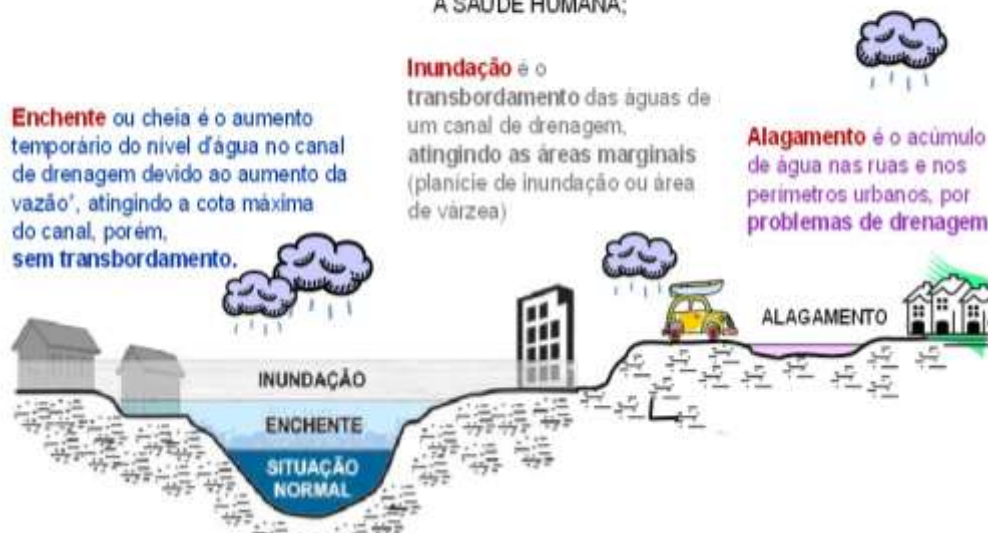 À SAÚDE HUMANA;
Enchente ou cheia é o aumento
temporário do nível d'água no canal
de drenagem devido ao aumento da
vazão', atingindo a cota máxima
do canal, porém,
sem transbordamento.
Inundação é o
transbordamento das águas de
um canal de drenagem,
atingindo as áreas marginais
(planície de inundação ou área
de várzea)
Alagamento é o acúmulo
de água nas ruas e nos
perímetros urbanos, por
problemas de drenagem
ALAGAMENTO
INUNDAÇÃO
ENCHENTE
SITUAÇÃO
NORMAL